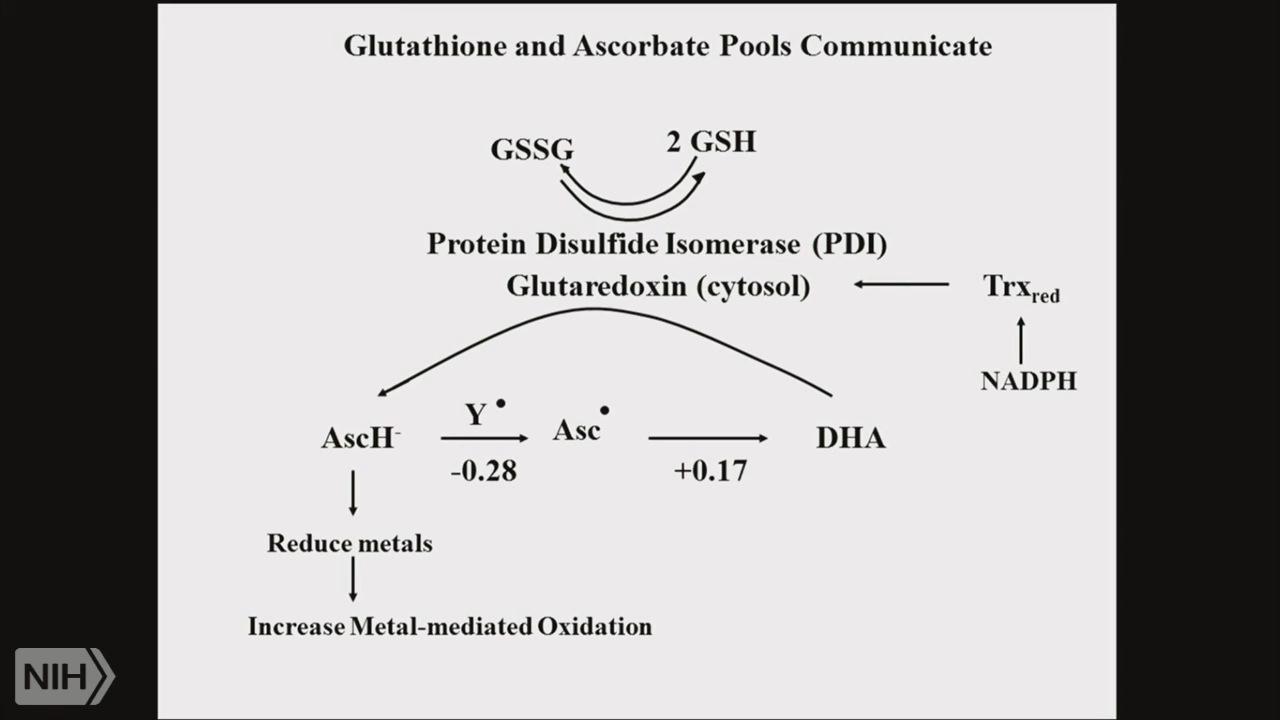 Glutathione and Ascorbate Pools Communicate
GSSG 2 GSH
Protein Disulfide Isomerase (PDI)
Glutaredoxin (cytosol) Trxred
NADPH
Y•
AscH- Asc• DHA
-0.28 +0.17
Reduce metals
Increase Metal-mediated Oxidation
NIH